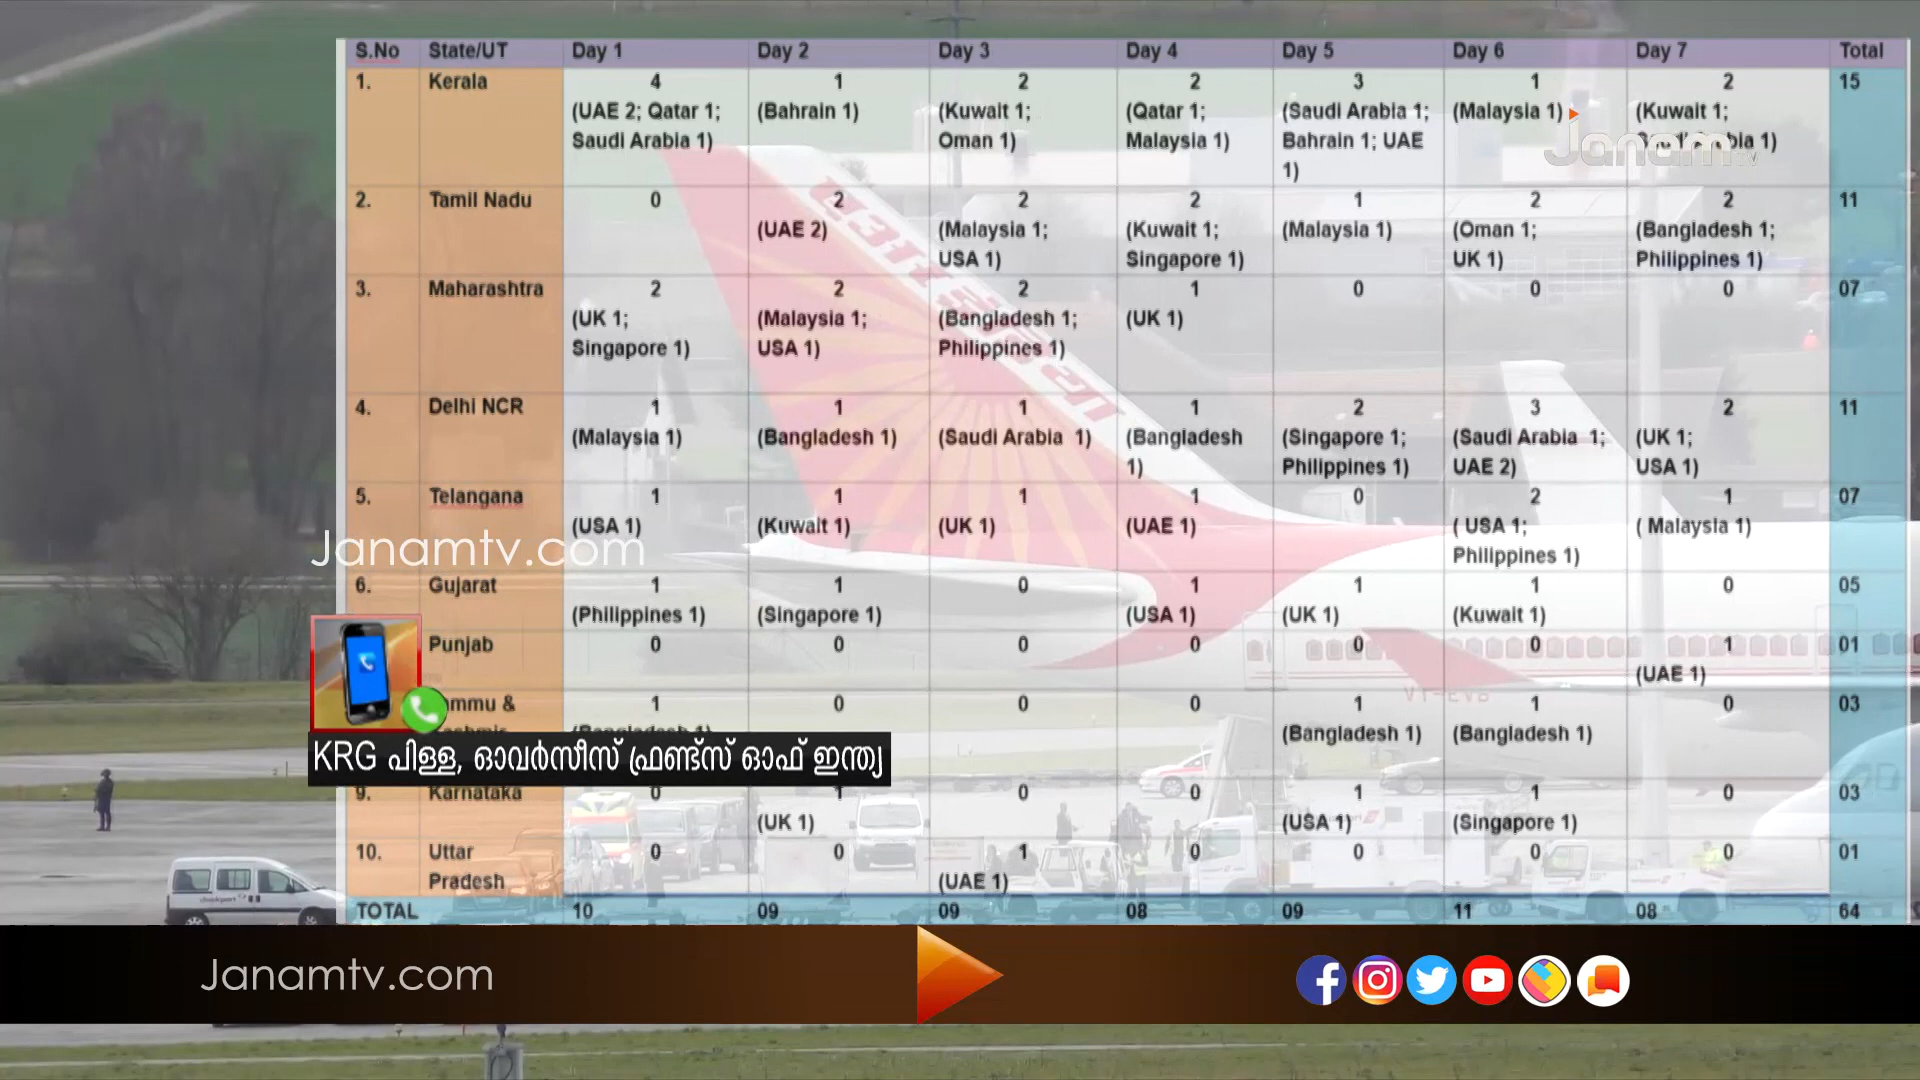 S.No State/UT Day 1 Day 2 Day 3 Day 4 Day 5 Day 6 Day 7 Total
1. Kerala 4 1 2 2 3 1 2 15
(UAE 2; Qatar 1; (Bahrain 1) (Kuwait 1; (Qatar 1; (Saudi Arabia 1; (Malaysia 1) (Kuwait 1;
Saudi Arabia 1) Oman 1) Malaysia 1) Bahrain 1; UAE 1)
1)
Janam tv
2. Tamil Nadu 0 2 2 2 1 2 2 11
(UAE 2) (Malaysia 1; (Kuwait 1; (Malaysia 1) (Oman 1; (Bangladesh 1;
USA 1) Singapore 1) UK 1) Philippines 1)
3. Maharashtra 2 2 2 1 0 0 0 07
(UK 1; (Malaysia 1; (Bangladesh 1; (UK 1)
Singapore 1) USA 1) Philippines 1)
4. Delhi NCR 1 1 1 1 2 3 2 11
(Malaysia 1) (Bangladesh 1) (Saudi Arabia 1) (Bangladesh (Singapore 1; (Saudi Arabia 1; (UK 1;
1) Philippines 1) UAE 2) USA 1)
5. Telangana 1 1 1 1 0 2 1 07
(USA 1) (Kuwait 1) (UK 1) (UAE 1) ( USA 1; ( Malaysia 1)
Janamtv.com
Philippines 1)
6. Gujarat 1 1 0 1 1 1 0 05
(Philippines 1) (Singapore 1) (USA 1) (UK 1) (Kuwait 1)
Punjab 0 0 0 0 0 0 1 01
(UAE 1)
& 1 0 0 0 1 1 0 03
(Bangladesh 1) (Bangladesh 1)
KRG പിള്ള, ഓവർസീസ് ഫ്രണ്ട്സ് ഓഫ് ഇന്ത്യ
9. Karnataka 0 1 0 0 1 1 0 03
(UK 1) (USA 1) (Singapore 1)
10. Uttar 0 0 1 0 0 0 0 01
Pradesh (UAE 1)
TOTAL 10 09 09 08 09 11 08 64
Janamtv.com